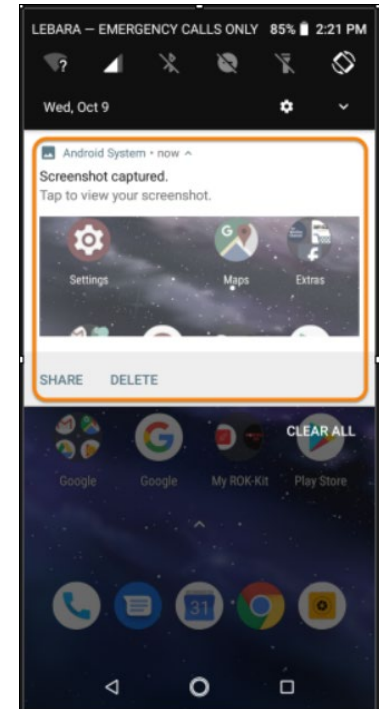 LEBARA — EMERGENCY CALLS ONLY 85% 2:21 PM
?
Wed, Oct 9
Android System • now
Screenshot captured.
Tap to view your screenshot.
G
Settings Maps Extras
SHARE DELETE
CLEAR ALL
G
Google Google My ROK-Kit Play Store
31